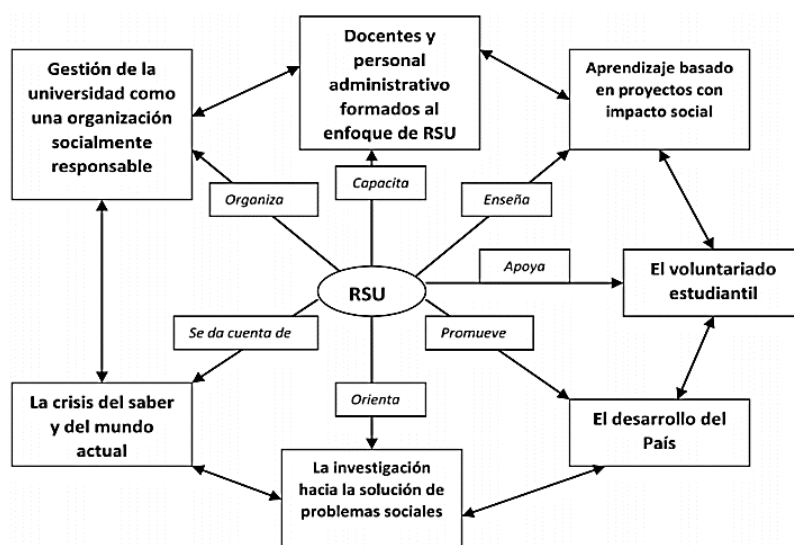 Docentes y
personal
administrativo
formados al
enfoque de RSU
Gestión de la
universidad como
una organización
socialmente
responsable
Aprendizaje basado
en proyectos con
impacto social
Organiza
Capacita
Enseña
Apoya
El voluntariado
estudiantil
RSU
Se da cuenta de
Promueve
Orienta
La crisis del saber
y del mundo
actual
El desarrollo del
País
La investigación
hacia la solución de
problemas sociales